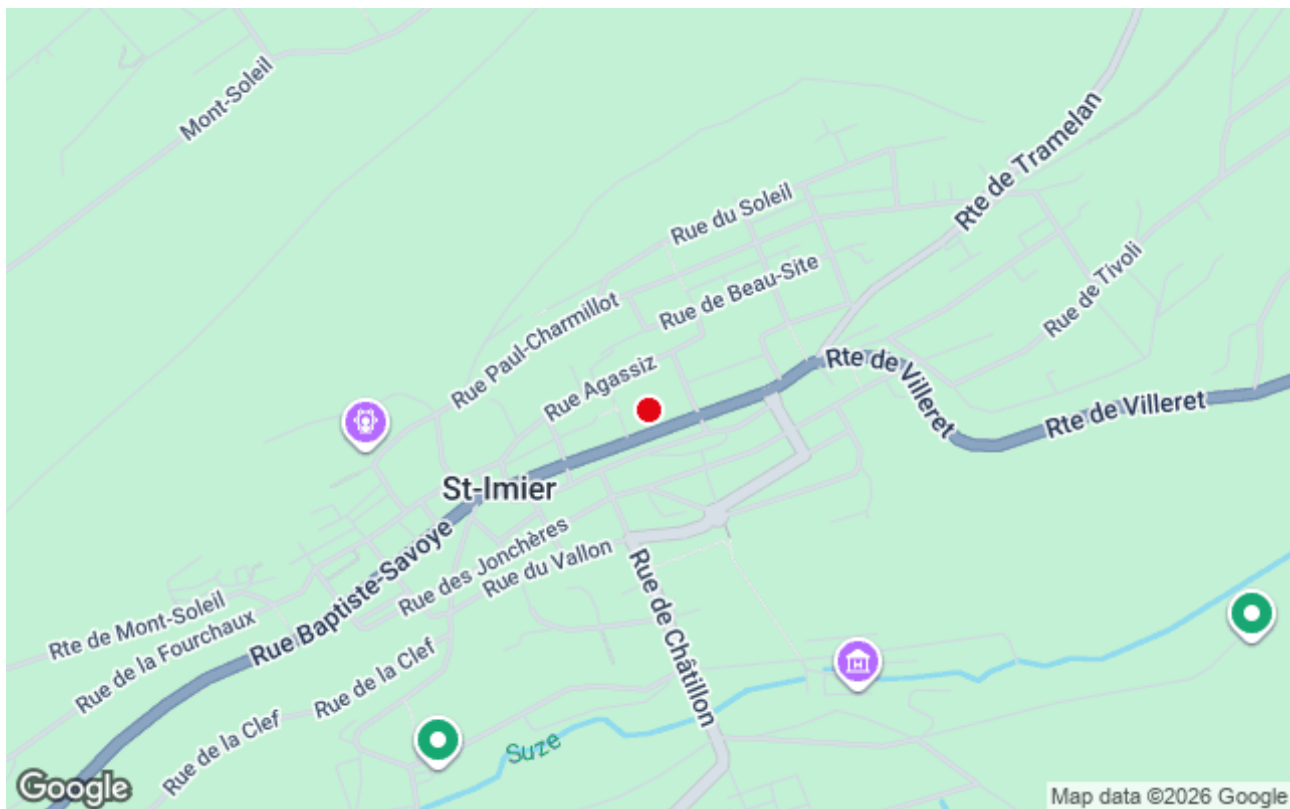 Mont-Soleil
Rte de Tramelan
Rue du Soleil
Rue de Tivoli
Rue de Beau-Site
Rue Paul-Charmillot
Rue Agassiz
Rte de Villeret
Rte de Villeret
St-Imier
Rue des Jonchères
Rue du Vallon
Rue Baptiste-Savoye
Rue de Châtillon
Rte de Mont-Soleil
Rue de la Fourchaux
Rue de la Clef
Rue de la Clef
Suze
H
Google
Map data ©2026 Google